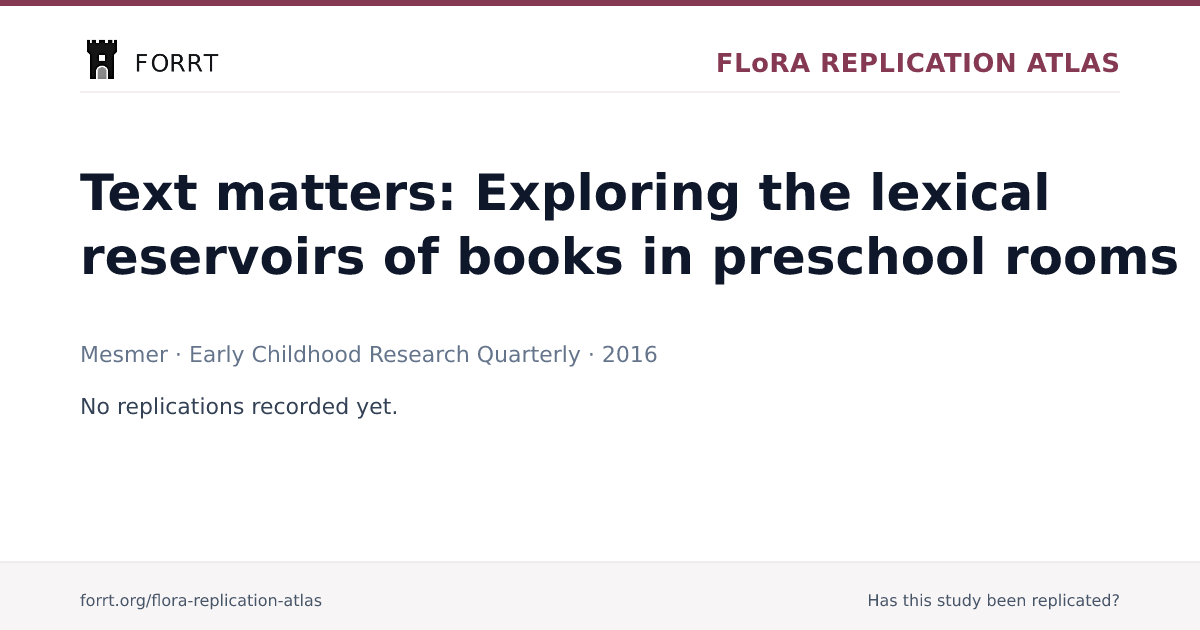 FORRT
FLoRA REPLICATION ATLAS
Text matters: Exploring the lexical
reservoirs of books in preschool rooms
Mesmer · Early Childhood Research Quarterly · 2016
No replications recorded yet.
forrt.org/flora-replication-atlas
Has this study been replicated?